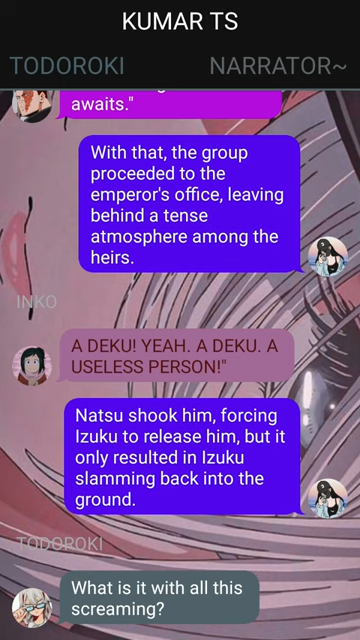 KUMAR TS
TODOROKI NARRATOR~
awaits."
With that, the group
proceeded to the
emperor's office, leaving
behind a tense
atmosphere among the
heirs.
INKO
A DEKU! YEAH. A DEKU. A
USELESS PERSON!"
Natsu shook him, forcing
Izuku to release him, but it
only resulted in Izuku
slamming back into the
ground.
TODOROKI
What is it with all this
screaming?